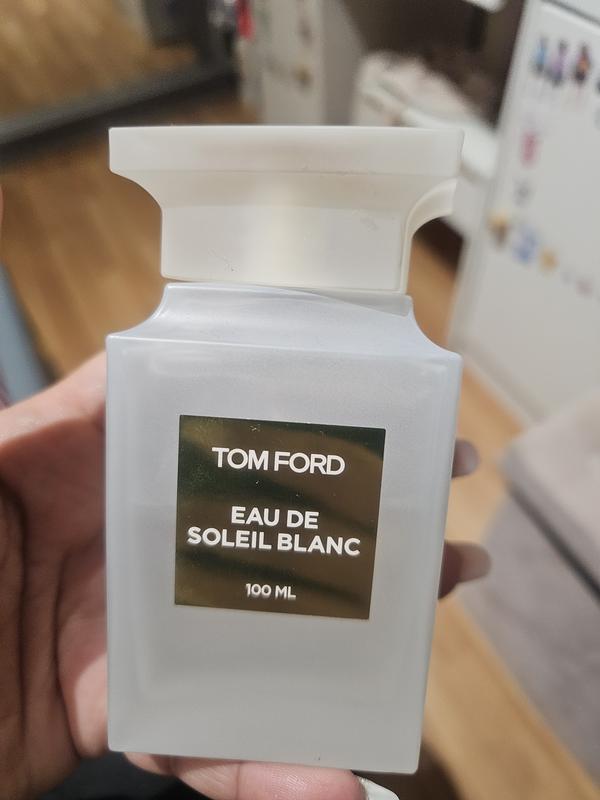 TOM FORD
EAU DE
SOLEIL BLANC
100 ML